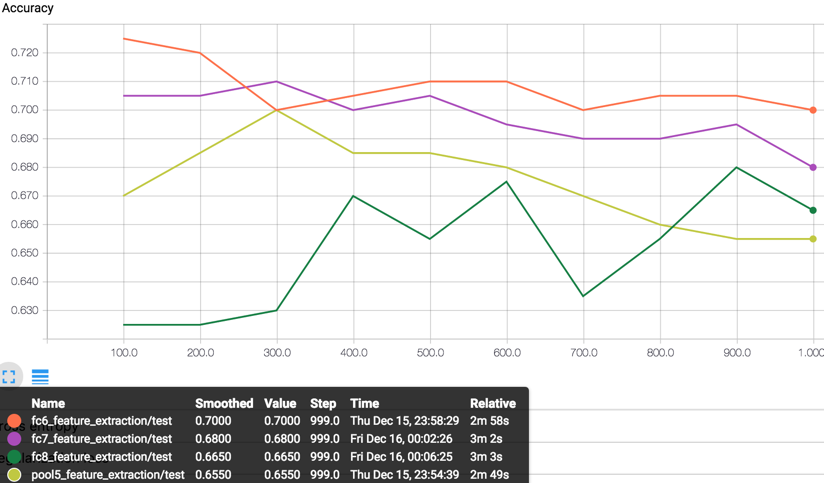 Accuracy
0.720
0.710
0.700
0.690
0.680
0.670
0.660
0.650
0.640
0.630
100.0 200.0 300.0 400.0 500.0 600.0 700.0 800.0 900.0 1.000
Name Smoothed Value Step Time Relative
fc6_feature_extraction/test 0.7000 0.7000 999.0 Thu Dec 15, 23:58:29 2m 58s
fc7_feature_extraction/test 0.6800 0.6800 999.0 Fri Dec 16, 00:02:26 3m 2s
fc8_feature_extraction/test 0.6650 0.6650 999.0 Fri Dec 16, 00:06:25 3m 3s
pool5_feature_extraction/test 0.6550 0.6550 999.0 Thu Dec 15, 23:54:39 2m 49s